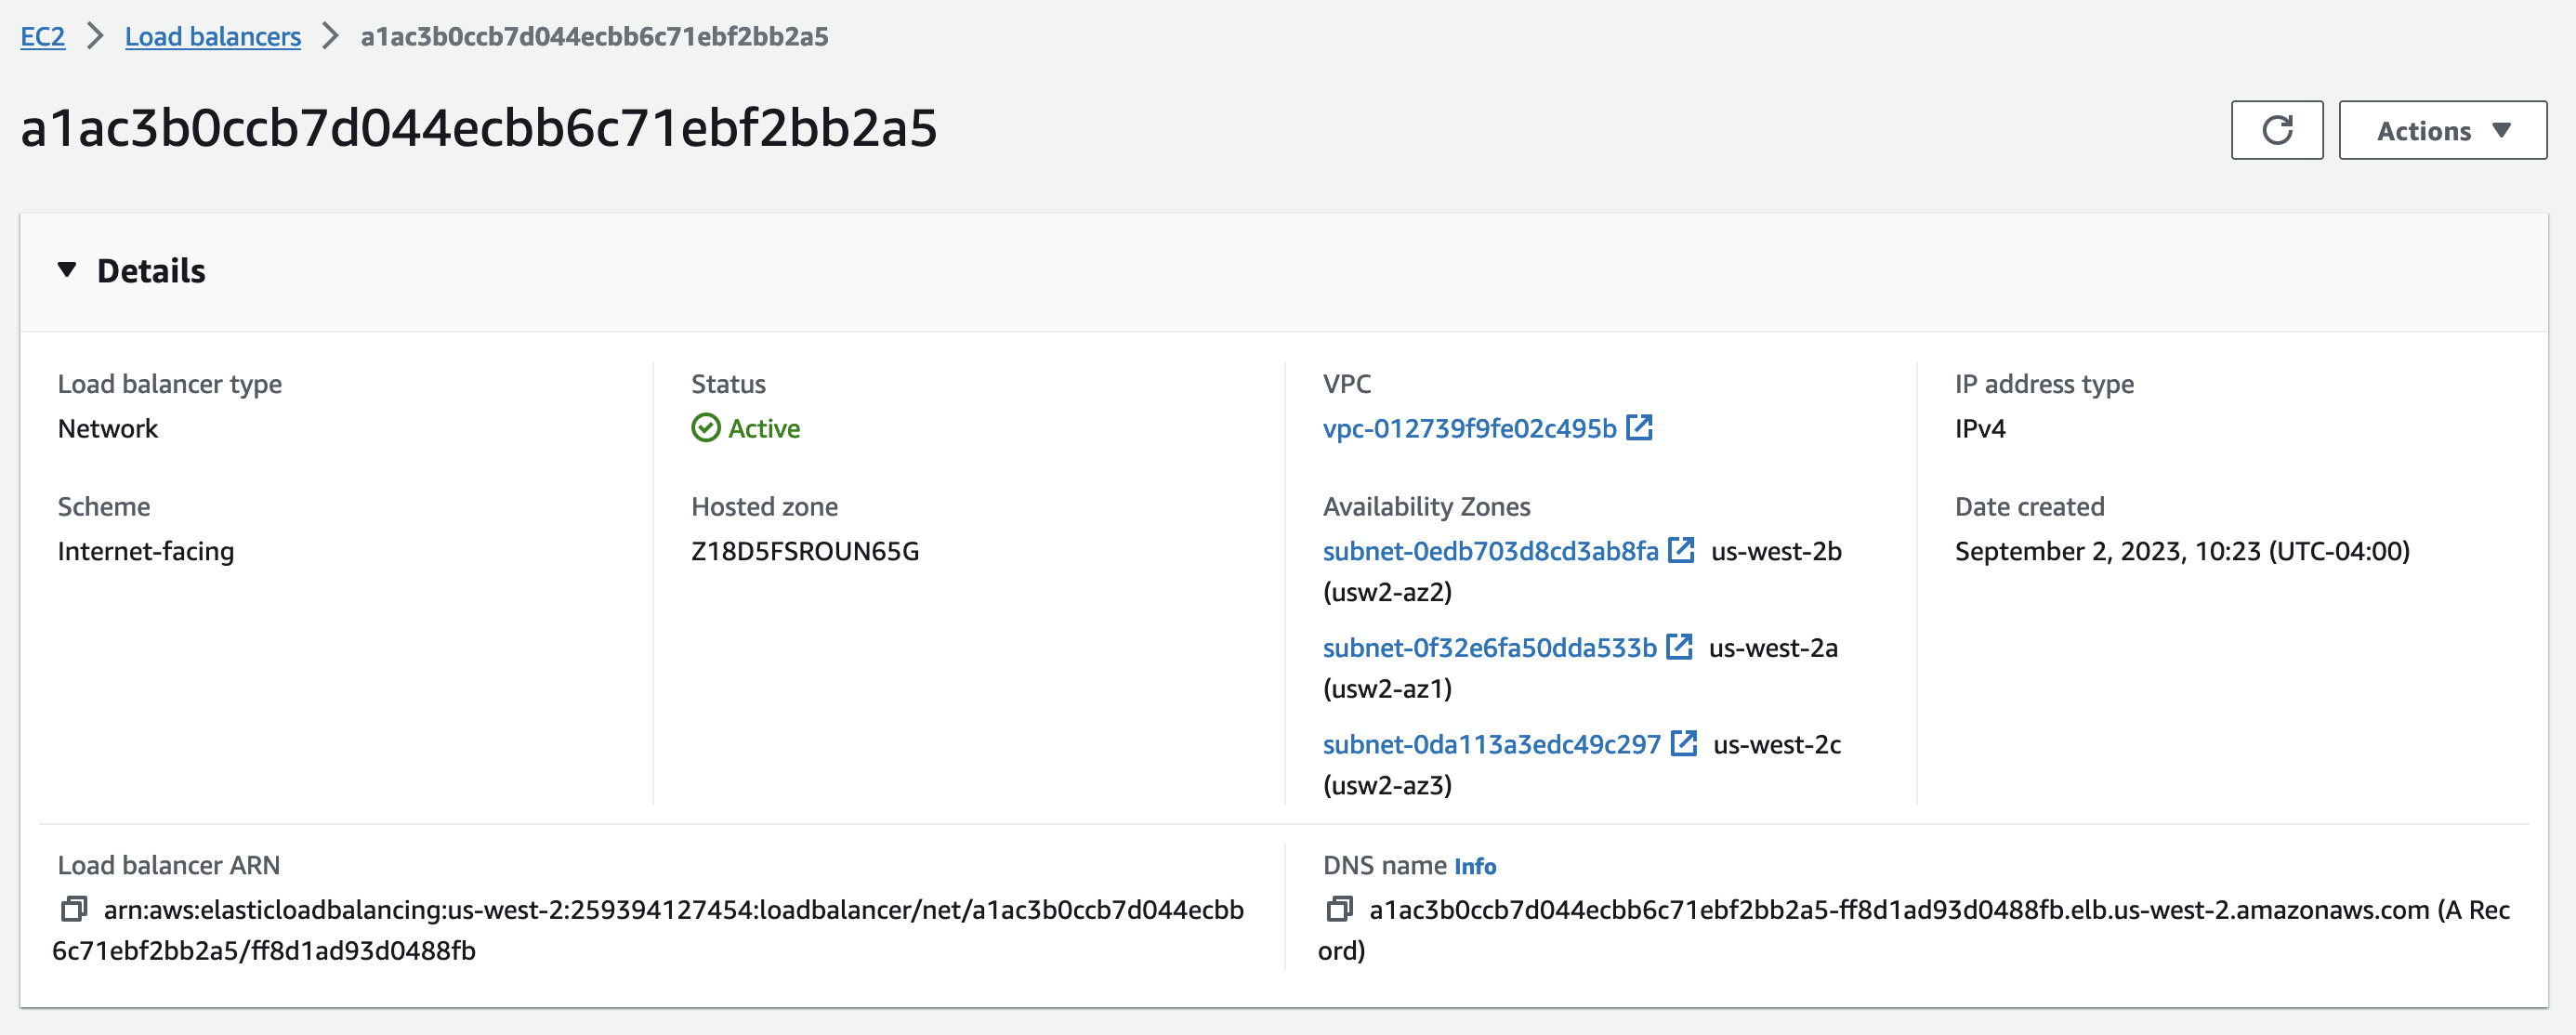 EC2 > Load balancers > a1ac3b0ccb7d044ecbb6c71ebf2bb2a5
a1ac3b0ccb7d044ecbb6c71ebf2bb2a5
Actions
Details
Load balancer type
Network
Status
Active
VPC
vpc-012739f9fe02c495b
IP address type
IPv4
Scheme
Internet-facing
Hosted zone
Z18D5FSROUN65G
Availability Zones
subnet-0edb703d8cd3ab8fa us-west-2b
(usw2-az2)
subnet-0f32e6fa50dda533b us-west-2a
(usw2-az1)
subnet-0da113a3edc49c297 us-west-2c
(usw2-az3)
Date created
September 2, 2023, 10:23 (UTC-04:00)
Load balancer ARN
arn:aws:elasticloadbalancing:us-west-2:259394127454:loadbalancer/net/a1ac3b0ccb7d044ecbb
6c71ebf2bb2a5/ff8d1ad93d0488fb
DNS name Info
a1ac3b0ccb7d044ecbb6c71ebf2bb2a5-ff8d1ad93d0488fb.elb.us-west-2.amazonaws.com (A Rec
ord)